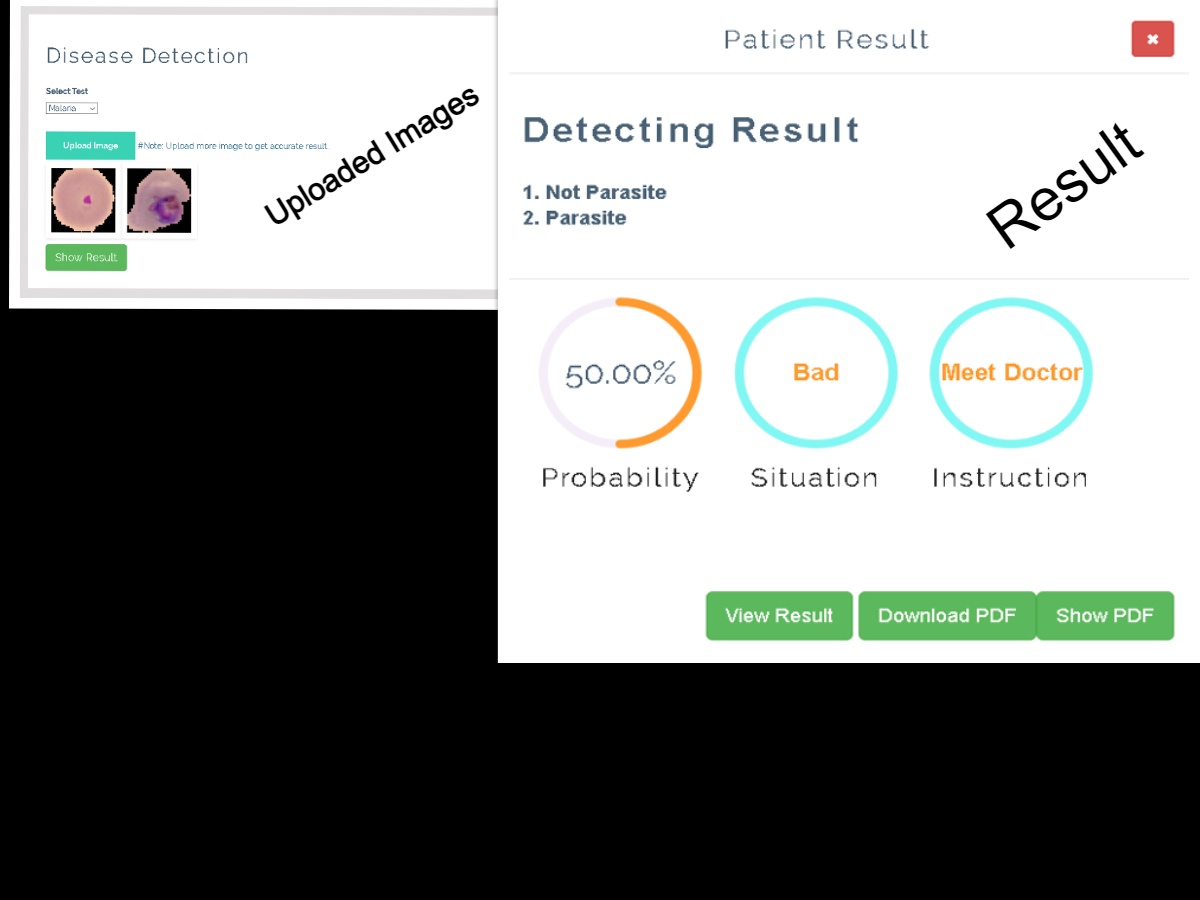 Disease Detection
Select Test
Malaria
Upload Image #Note: Upload more image to get accurate result.
Show Result
Uploaded Images
Patient Result
Detecting Result
1. Not Parasite
2. Parasite
Result
50.00% Bad Meet Doctor
Probability Situation Instruction
View Result Download PDF Show PDF